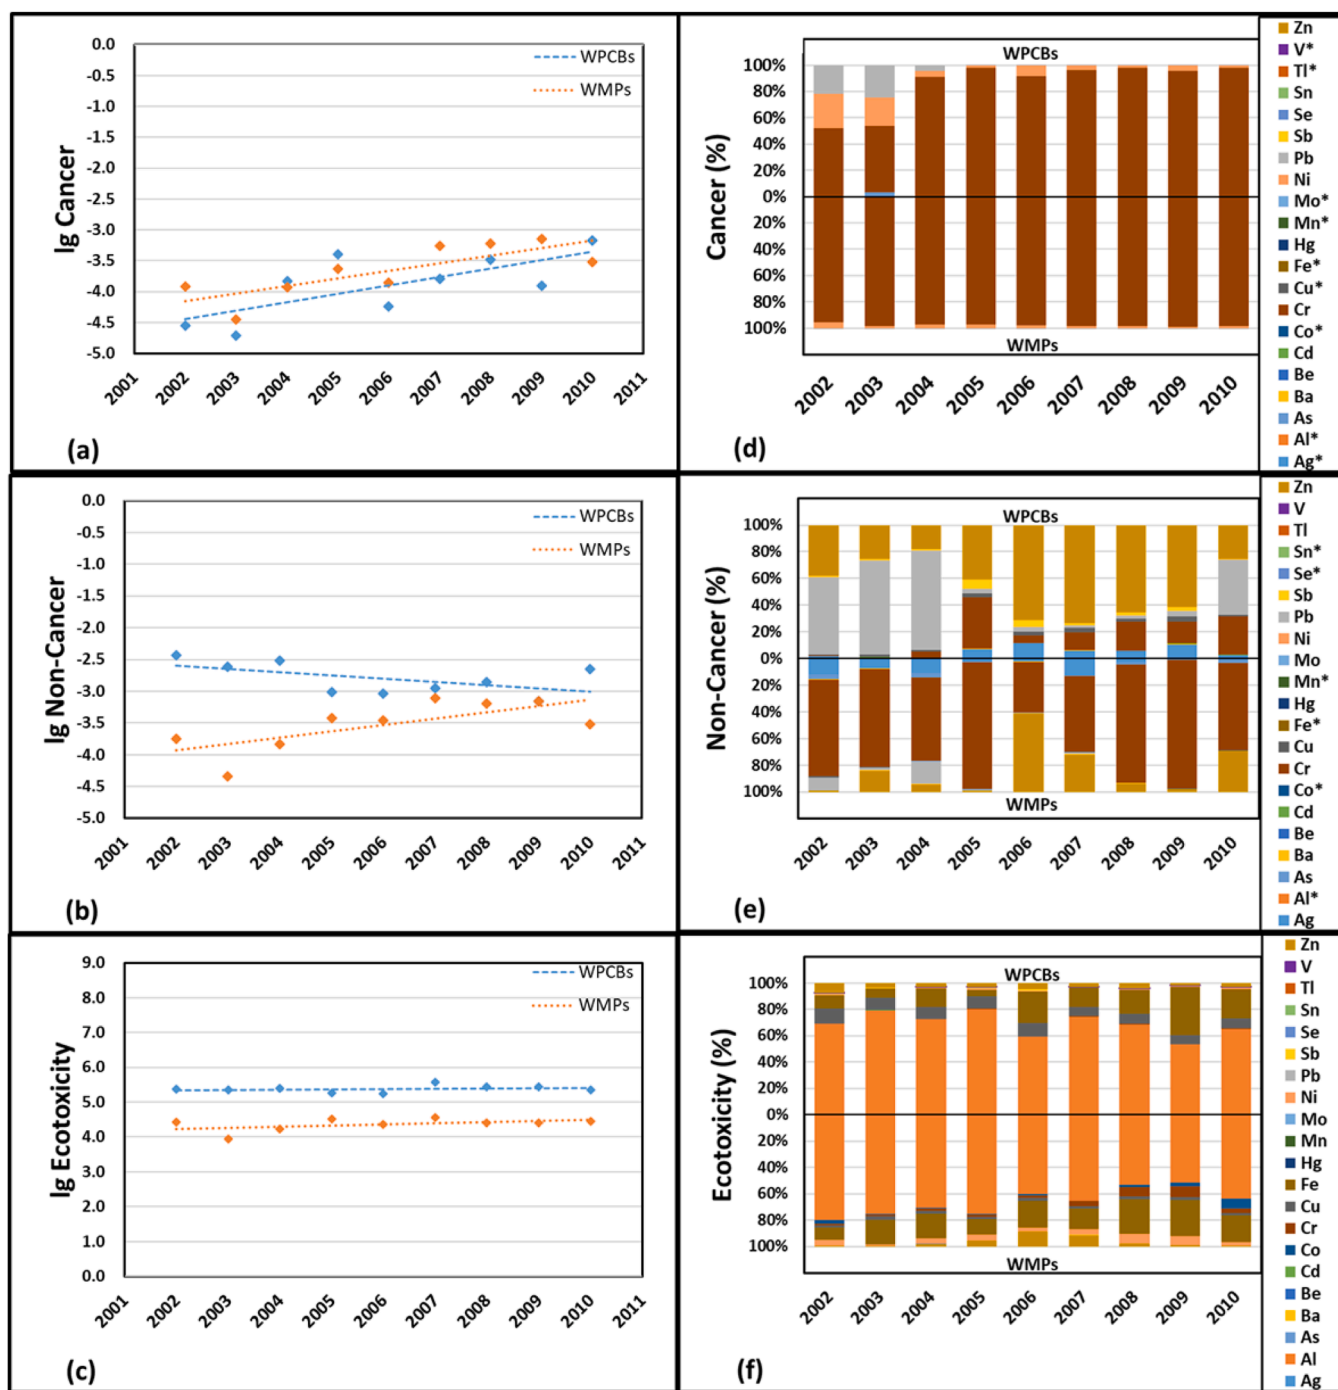 0.0
-0.5
-1.0
-1.5
-2.0
-2.5
-3.0
-3.5
-4.0
-4.5
-5.0
lg Cancer
WPCBs
WMPs
2001 2002 2003 2004 2005 2006 2007 2008 2009 2010 2011
(a)
WPCBs
100%
80%
60%
40%
20%
0%
20%
40%
60%
80%
100%
Cancer (%)
WMPs
2002 2003 2004 2005 2006 2007 2008 2009 2010
(d)
Zn
V*
Tl*
Sn
Se
Sb
Pb
Ni
Mo*
Mn*
Hg
Fe*
Cu*
Cr
Co*
Cd
Be
Ba
As
Al*
Ag*
0.0
-0.5
-1.0
-1.5
-2.0
-2.5
-3.0
-3.5
-4.0
-4.5
-5.0
lg Non-Cancer
WPCBs
WMPs
2001 2002 2003 2004 2005 2006 2007 2008 2009 2010 2011
(b)
WPCBs
100%
80%
60%
40%
20%
0%
20%
40%
60%
80%
100%
Non-Cancer (%)
WMPs
2002 2003 2004 2005 2006 2007 2008 2009 2010
(e)
Zn
V
Tl
Sn*
Se*
Sb
Pb
Ni
Mo
Mn*
Hg
Fe*
Cu
Cr
Co*
Cd
Be
Ba
As
Al*
Ag
9.0
8.0
7.0
6.0
5.0
4.0
3.0
2.0
1.0
0.0
lg Ecotoxicity
WPCBs
WMPs
2001 2002 2003 2004 2005 2006 2007 2008 2009 2010 2011
(c)
WPCBs
100%
80%
60%
40%
20%
0%
20%
40%
60%
80%
100%
Ecotoxicity (%)
WMPs
2002 2003 2004 2005 2006 2007 2008 2009 2010
(f)
Zn
V
Tl
Sn
Se
Sb
Pb
Ni
Mo
Mn
Hg
Fe
Cu
Cr
Co
Cd
Be
Ba
As
Al
Ag